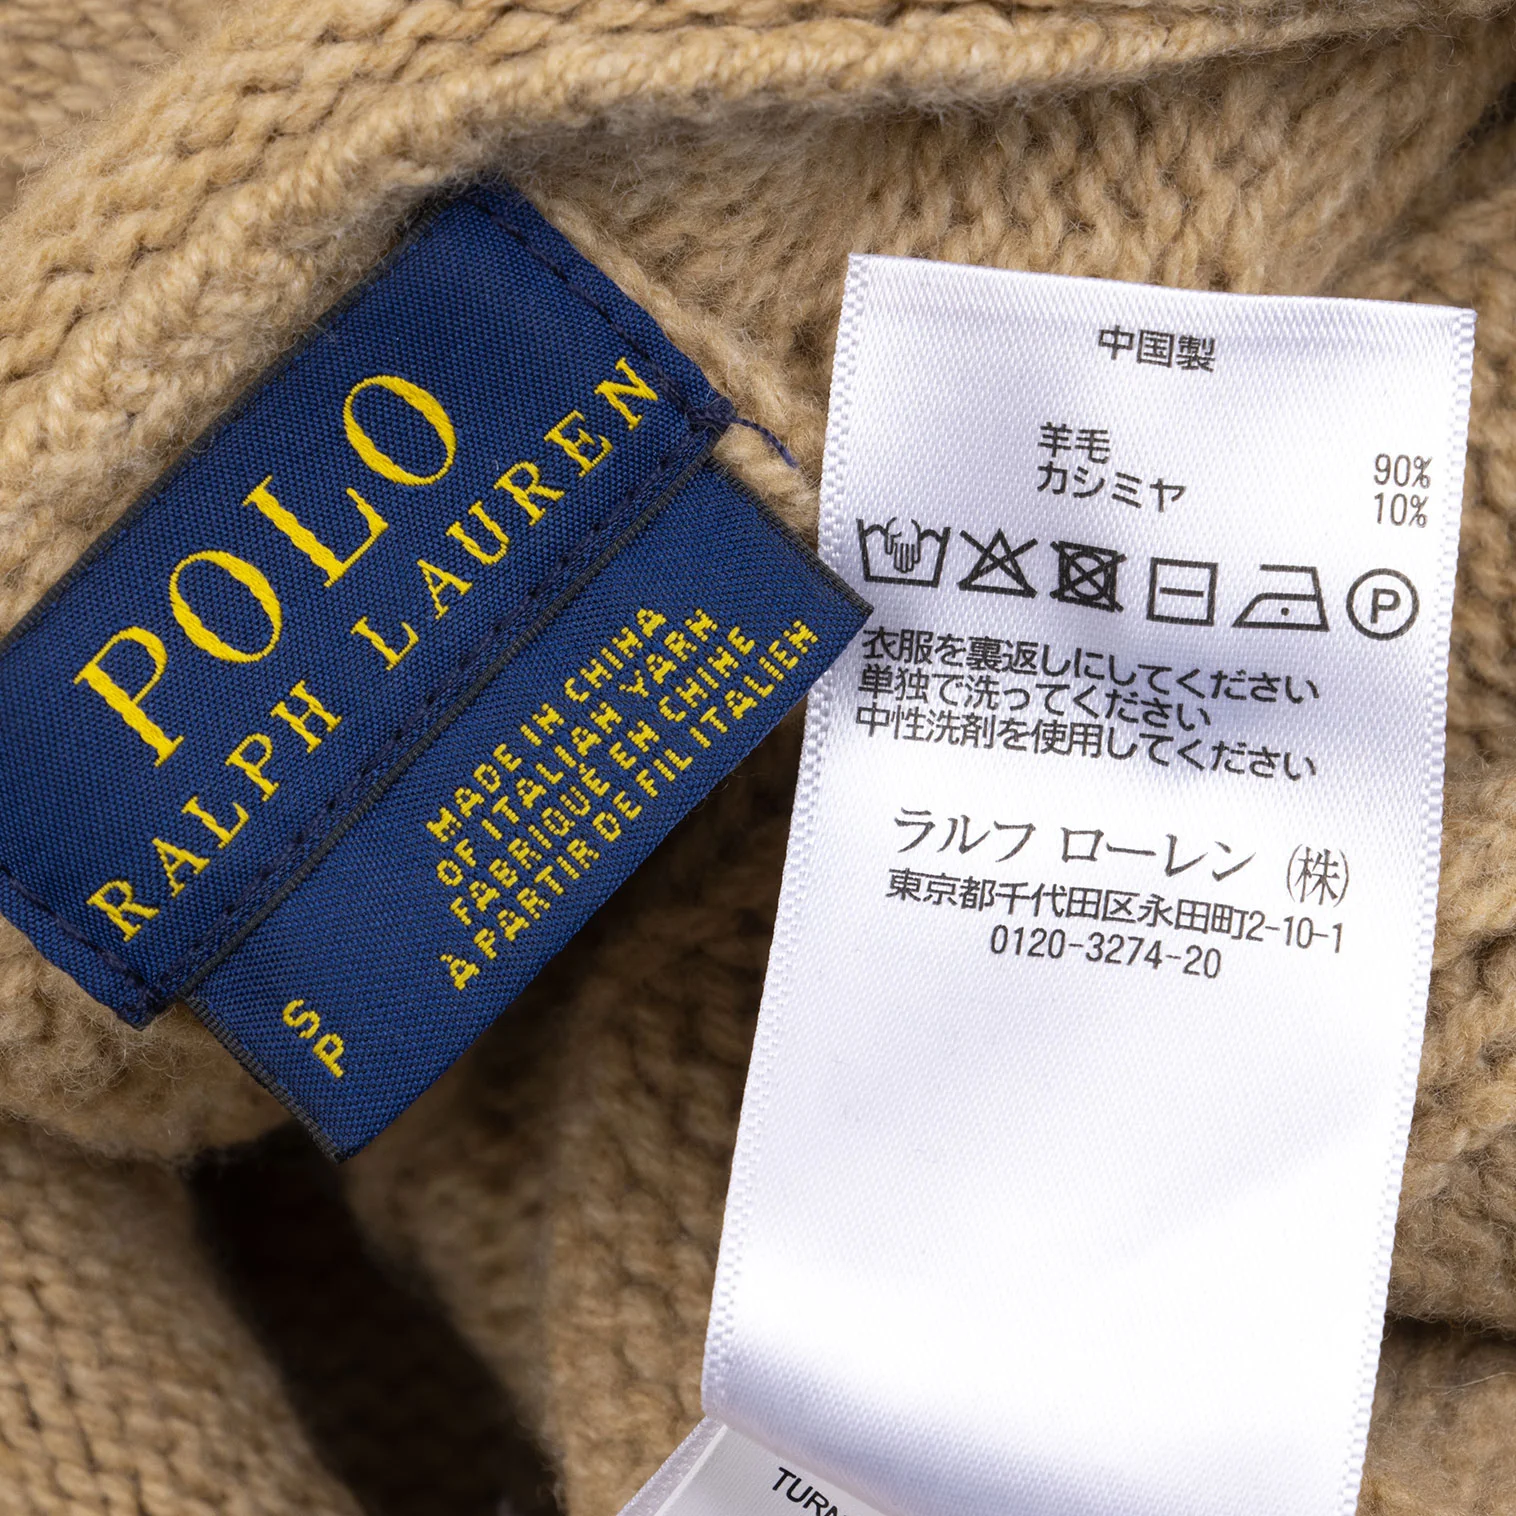 POLO
RALPH LAUREN
MADE IN CHINA
OF ITALIAN YARN
FABRIQUE EN CHINE
A PARTIR DE FIL ITALIEN
S
P
中国製
羊毛 90%
カシミヤ 10%
P
衣服を裏返しにしてください
単独で洗ってください
中性洗剤を使用してください
ラルフ ローレン (株)
東京都千代田区永田町2-10-1
0120-3274-20
TURN